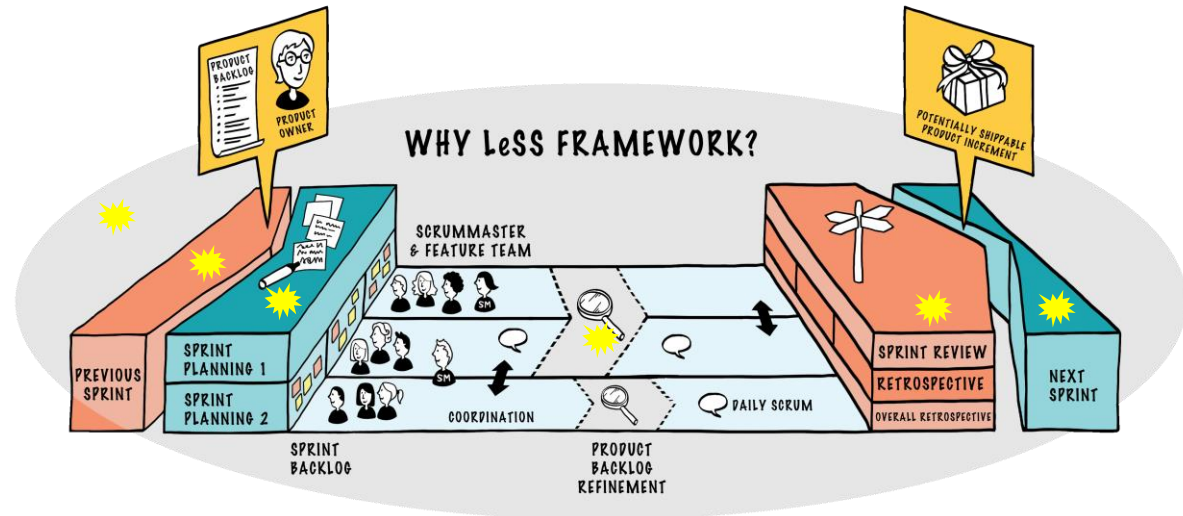 PRODUCT
BACKLOG
PRODUCT
OWNER
WHY LeSS FRAMEWORK?
POTENTIALLY SHIPPABLE
PRODUCT INCREMENT
SCRUMMASTER
& FEATURE TEAM
SM
SM
PREVIOUS
SPRINT
SPRINT
PLANNING 1
SPRINT
PLANNING 2
COORDINATION
DAILY SCRUM
SPRINT
BACKLOG
PRODUCT
BACKLOG
REFINEMENT
SPRINT REVIEW
RETROSPECTIVE
OVERALL RETROSPECTIVE
NEXT
SPRINT